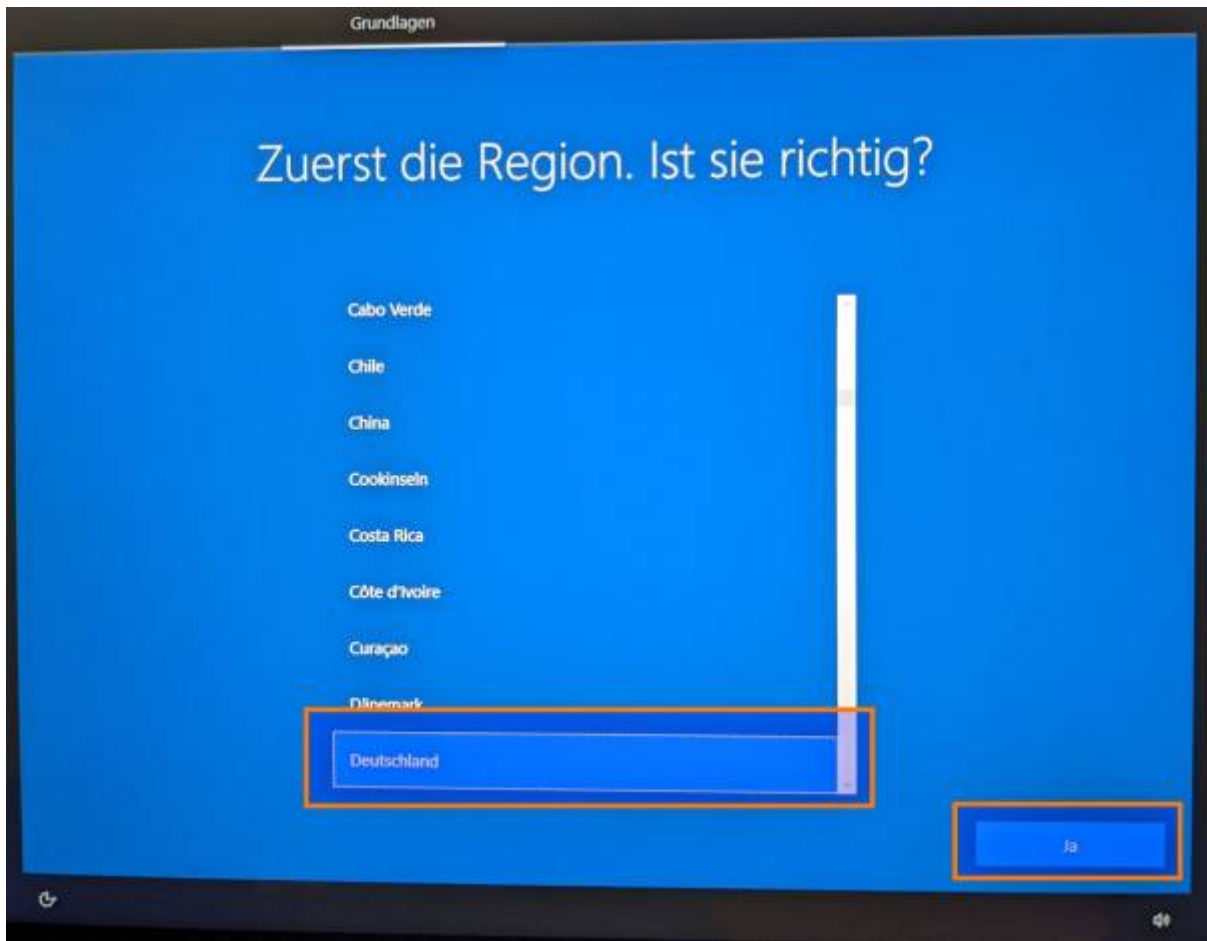 Grundlagen
Zuerst die Region. Ist sie richtig?
Cabo Verde
Chile
China
Cookinseln
Costa Rica
Côte d'Ivoire
Curaçao
Dänemark
Deutschland
Ja